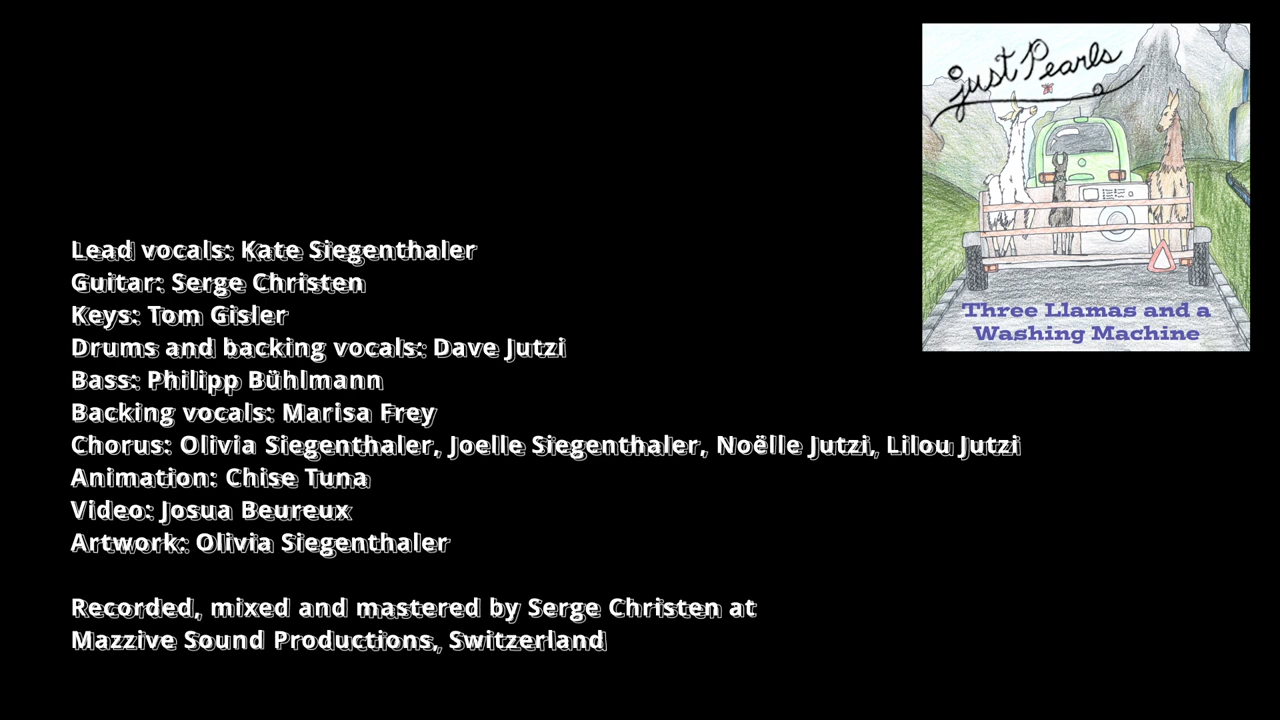 just Pearls
Three Llamas and a
Washing Machine
Lead vocals: Kate Siegenthaler
Guitar: Serge Christen
Keys: Tom Gisler
Drums and backing vocals: Dave Jutzi
Bass: Philipp Bühlmann
Backing vocals: Marisa Frey
Chorus: Olivia Siegenthaler, Joelle Siegenthaler, Noëlle Jutzi, Lilou Jutzi
Animation: Chise Tuna
Video: Josua Beureux
Artwork: Olivia Siegenthaler
Recorded, mixed and mastered by Serge Christen at
Mazzive Sound Productions, Switzerland